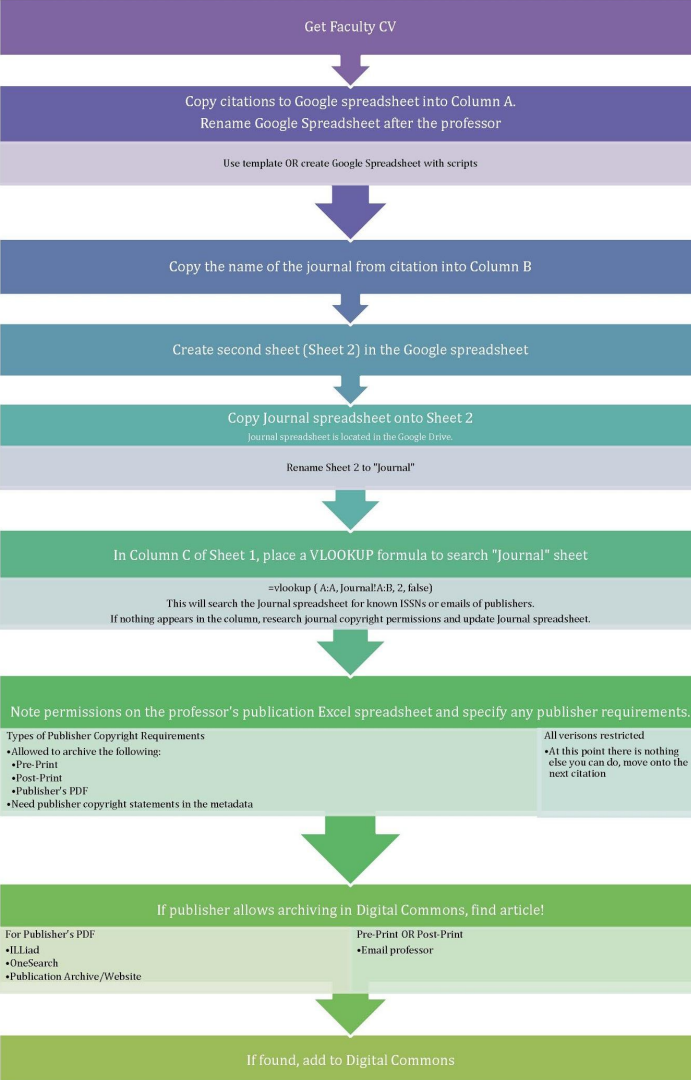 Get Faculty CV
Copy citations to Google spreadsheet into Column A.
Rename Google Spreadsheet after the professor
Use template OR create Google Spreadsheet with scripts
Copy the name of the journal from citation into Column B
Create second sheet (Sheet 2) in the Google spreadsheet
Copy Journal spreadsheet onto Sheet 2
Journal spreadsheet is located in the Google Drive.
Rename Sheet 2 to "Journal"
In Column C of Sheet 1, place a VLOOKUP formula to search "Journal" sheet
=vlookup ( A:A, Journal!A:B, 2, false)
This will search the Journal spreadsheet for known ISSNs or emails of publishers.
If nothing appears in the column, research journal copyright permissions and update Journal spreadsheet.
Note permissions on the professor's publication Excel spreadsheet and specify any publisher requirements.
Types of Publisher Copyright Requirements
•Allowed to archive the following:
•Pre-Print
•Post-Print
•Publisher's PDF
•Need publisher copyright statements in the metadata
All verisons restricted
•At this point there is nothing
else you can do, move onto the
next citation
If publisher allows archiving in Digital Commons, find article!
For Publisher's PDF
•ILLiad
•OneSearch
•Publication Archive/Website
Pre-Print OR Post-Print
•Email professor
If found, add to Digital Commons